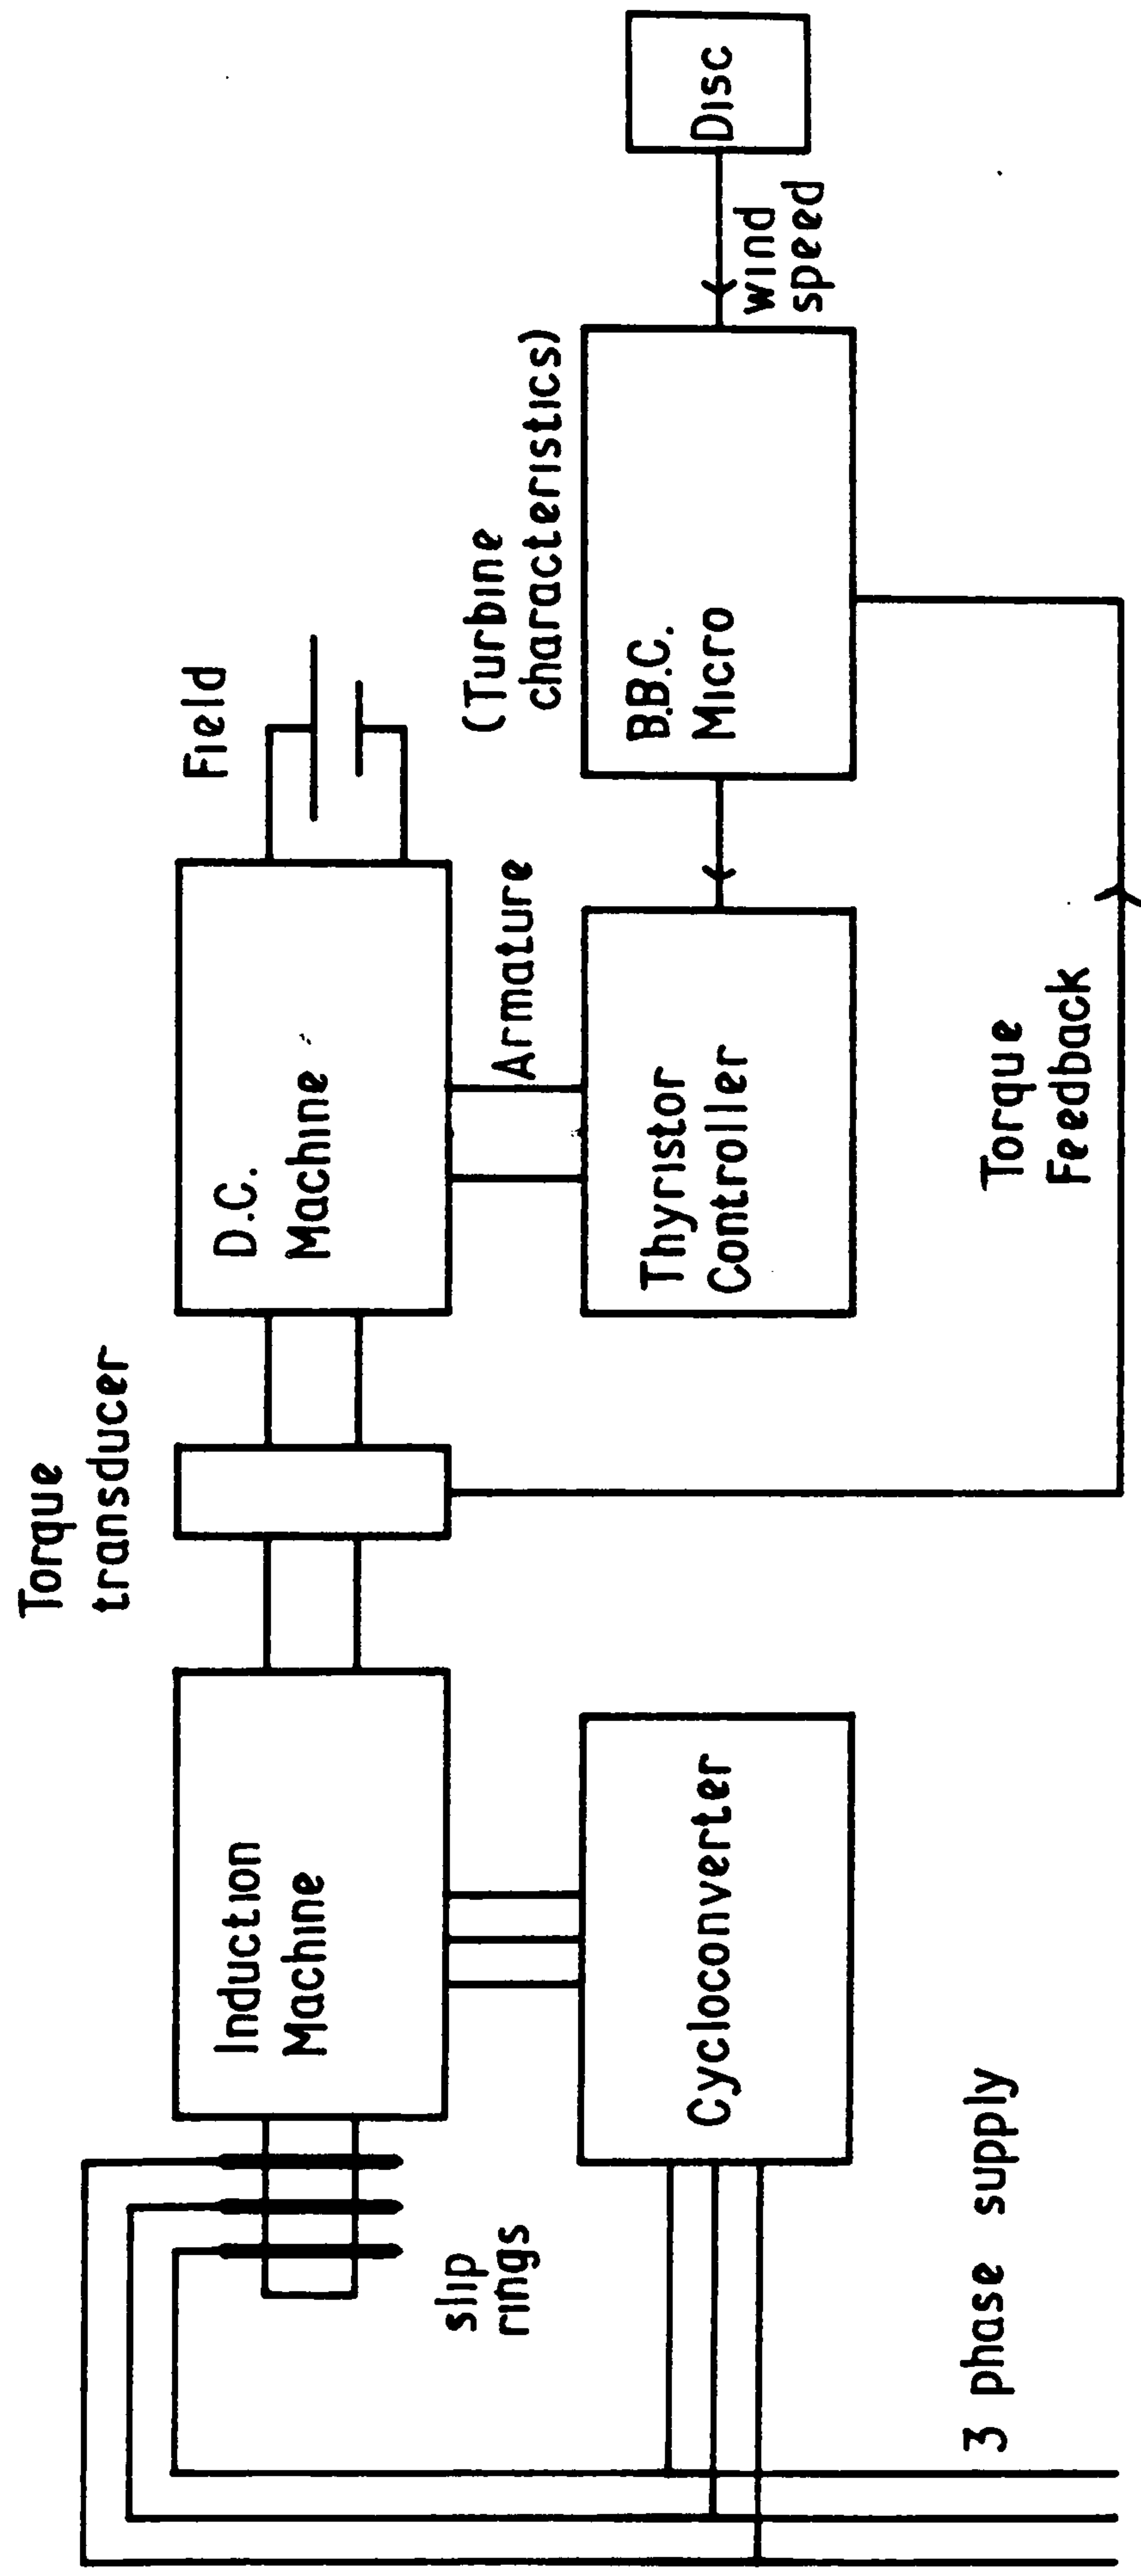 Torque
transducer
Field
Induction
Machine
D.C.
Machine
(Turbine
characteristics)
slip
rings
Armature
Cycloconverter
Thyristor
Controller
B.B.C.
Micro
Disc
wind
speed
3 phase supply
Torque
Feedback